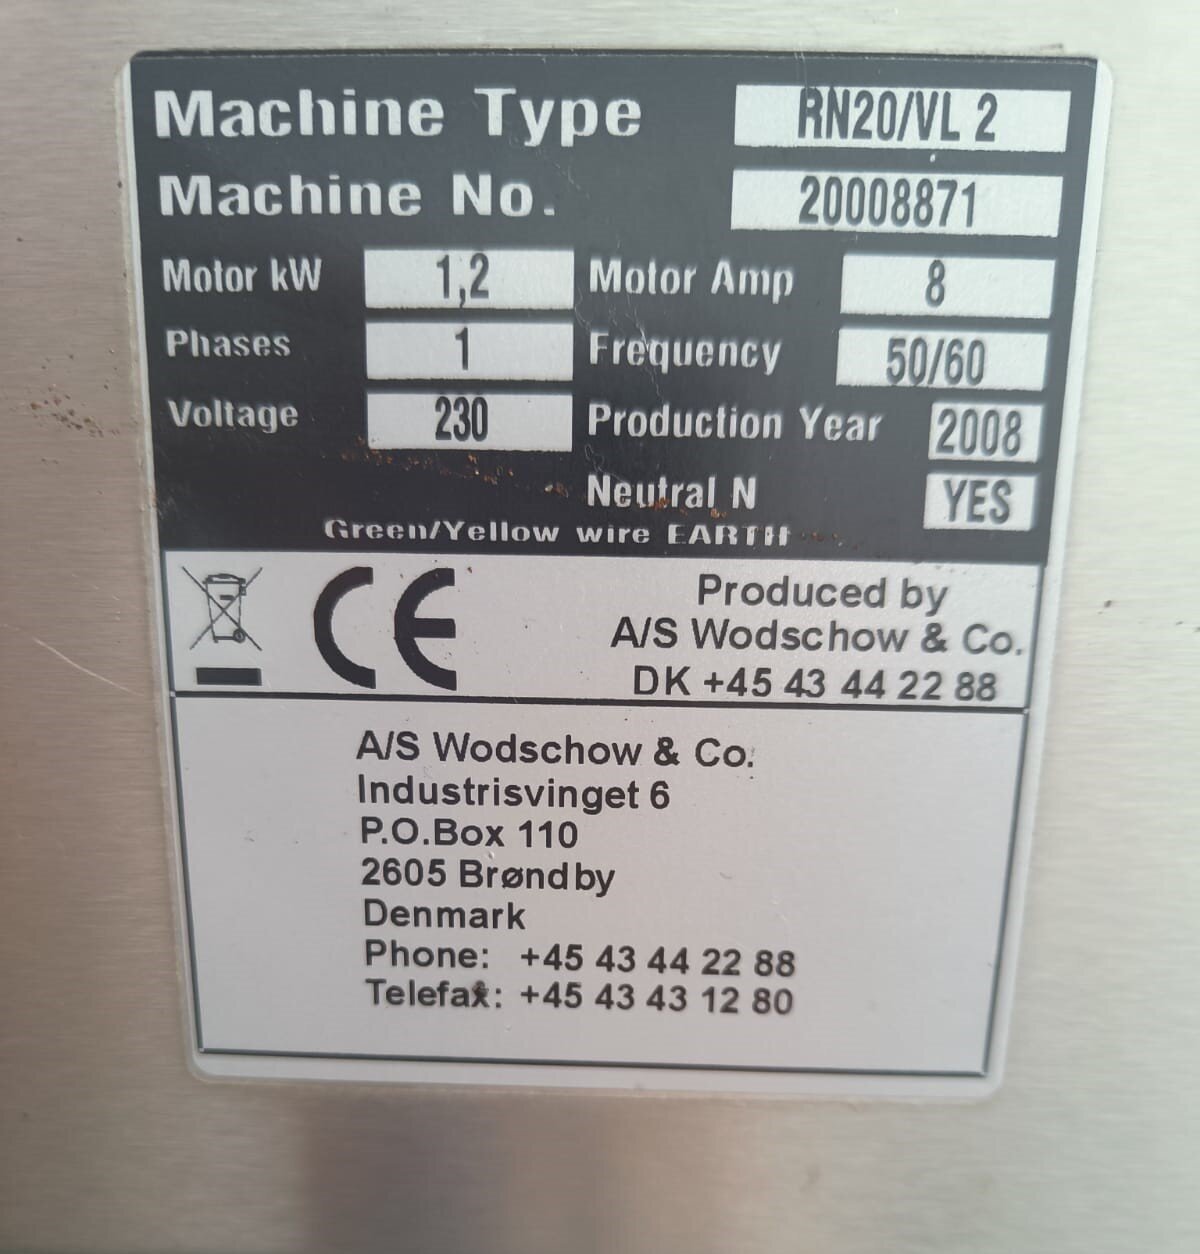 Machine Type RN20/VL 2
Machine No. 20008871
Motor kW 1,2 Motor Amp 8
Phases 1 Frequency 50/60
Voltage 230 Production Year 2008
Neutral N YES
Green/Yellow wire EARTH
CE
Produced by
A/S Wodschow & Co.
DK +45 43 44 22 88
A/S Wodschow & Co.
Industrisvinget 6
P.O.Box 110
2605 Brøndby
Denmark
Phone: +45 43 44 22 88
Telefax: +45 43 43 12 80